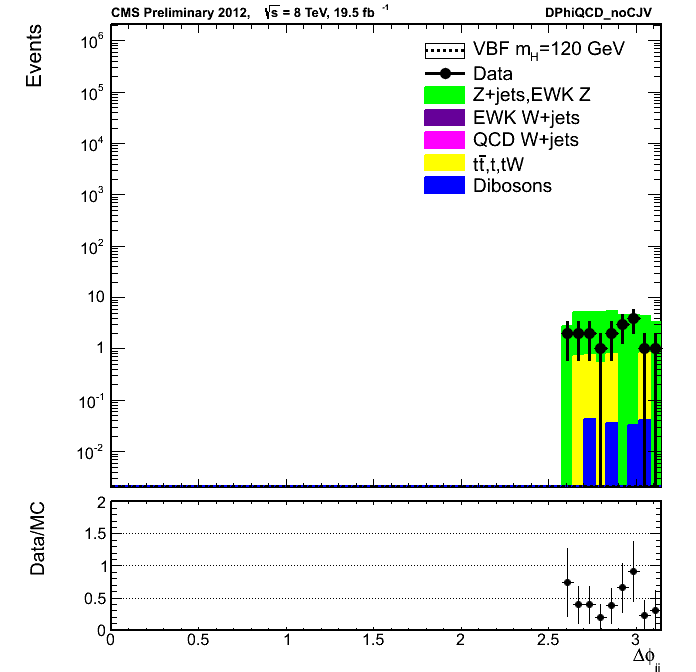 CMS Preliminary 2012, √s = 8 TeV, 19.5 fb⁻¹ DPhiQCD_noCJV
Events
VBF m_H=120 GeV
Data
Z+jets,EWK Z
EWK W+jets
QCD W+jets
tt̄,t,tW
Dibosons
10⁶
10⁵
10⁴
10³
10²
10
1
10⁻¹
10⁻²
Data/MC
2
1.5
1
0.5
0
0 0.5 1 1.5 2 2.5 3
Δϕ_jj